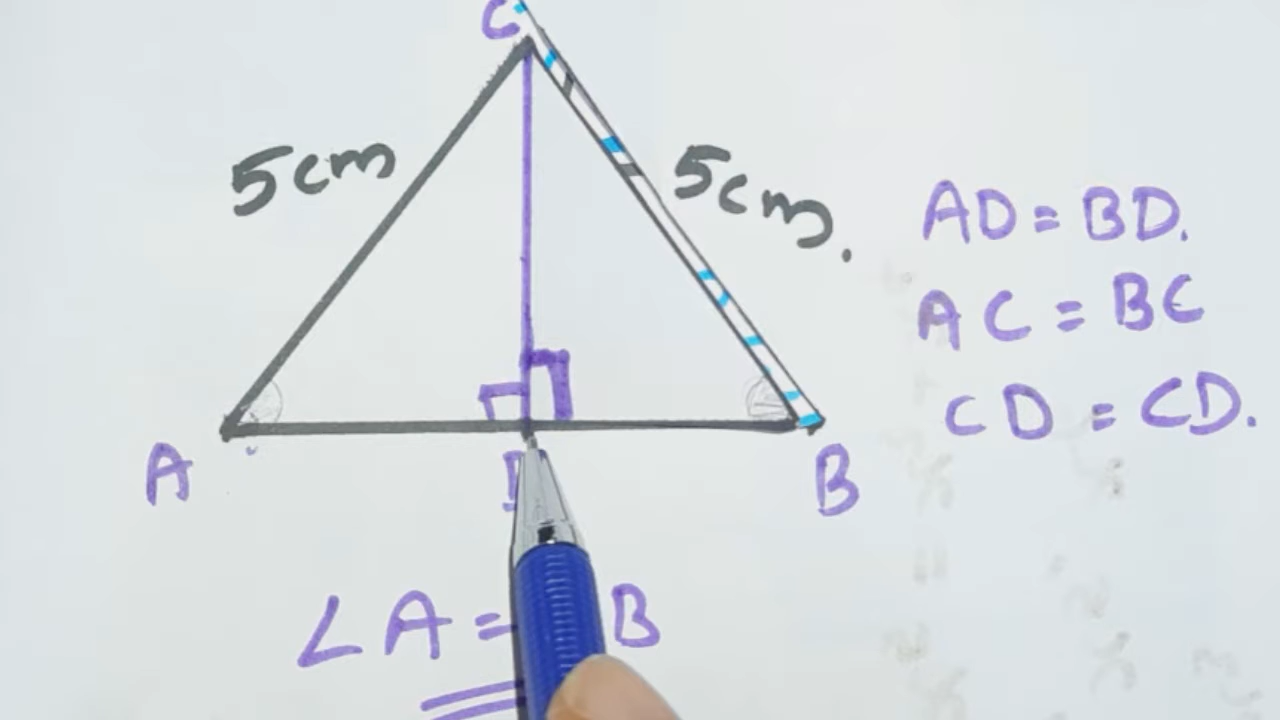 C
5cm
5cm.
AD = BD.
AC = BC
CD = CD.
A
B
∠A = B